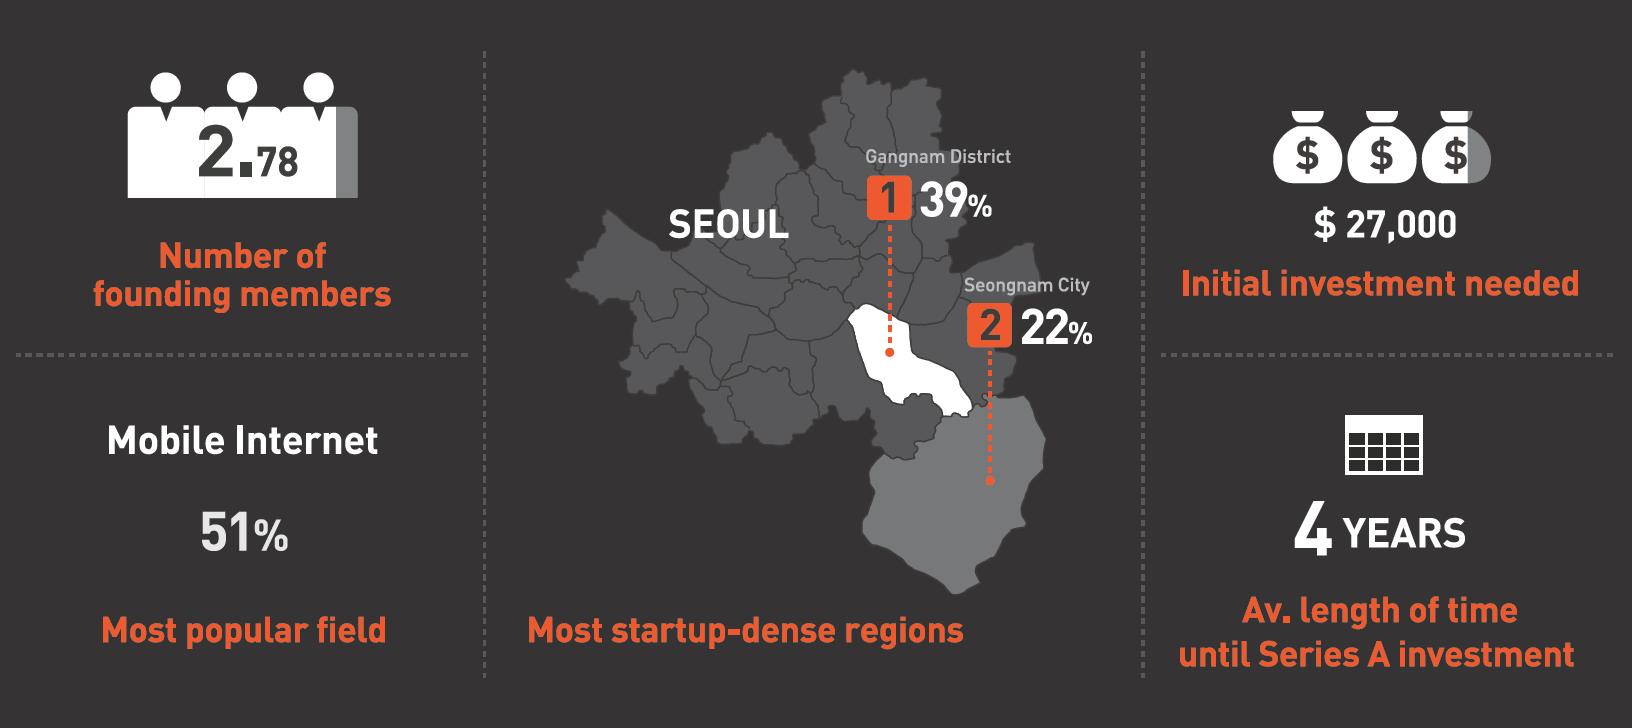 2.78
Number of
founding members
Mobile Internet
51%
Most popular field
SEOUL
Gangnam District
1 39%
Seongnam City
2 22%
Most startup-dense regions
$ $ $
$ 27,000
Initial investment needed
4 YEARS
Av. length of time
until Series A investment